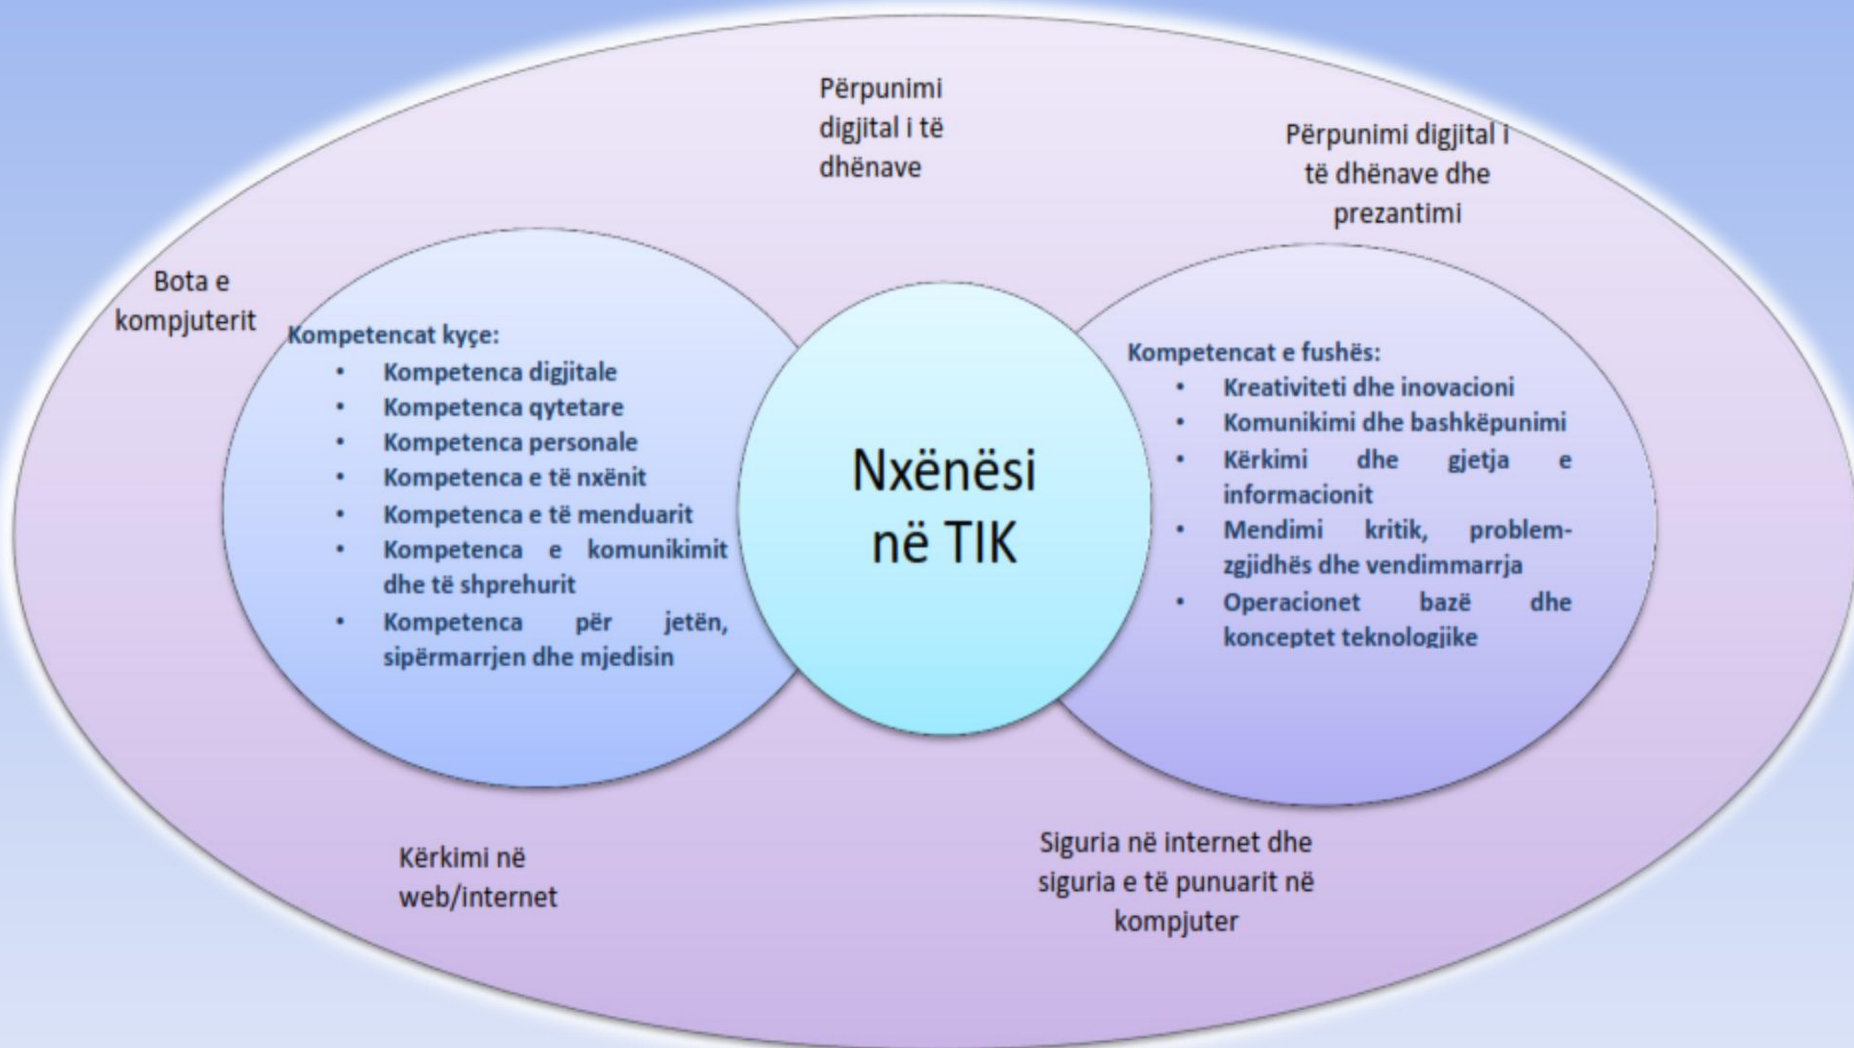 Përpunimi
digjital i të
dhënave
Përpunimi digjital i
të dhënave dhe
prezantimi
Bota e
kompjuterit
Kompetencat kyçe:
• Kompetenca digjitale
• Kompetenca qytetare
• Kompetenca personale
• Kompetenca e të nxënit
• Kompetenca e të menduarit
• Kompetenca e komunikimit
dhe të shprehurit
• Kompetenca për jetën,
sipërmarrjen dhe mjedisin
Nxënësi
në TIK
Kompetencat e fushës:
• Kreativiteti dhe inovacioni
• Komunikimi dhe bashkëpunimi
• Kërkimi dhe gjetja e
informacionit
• Mendimi kritik, problem-
zgjidhës dhe vendimmarrja
• Operacionet bazë dhe
konceptet teknologjike
Kërkimi në
web/internet
Siguria në internet dhe
siguria e të punuarit në
kompjuter